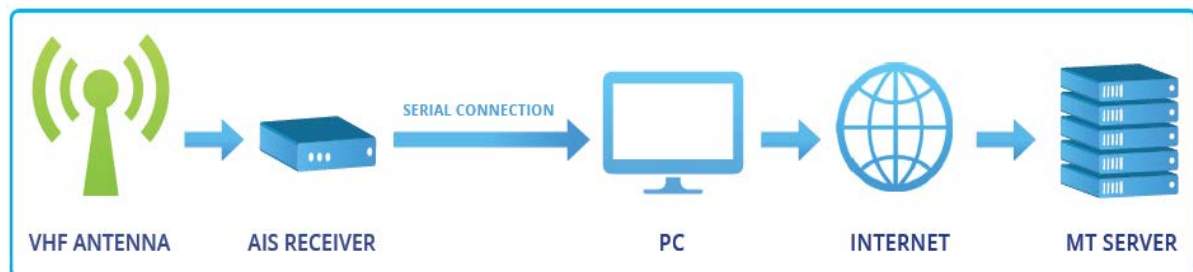 SERIAL CONNECTION
VHF ANTENNA
AIS RECEIVER
PC
INTERNET
MT SERVER